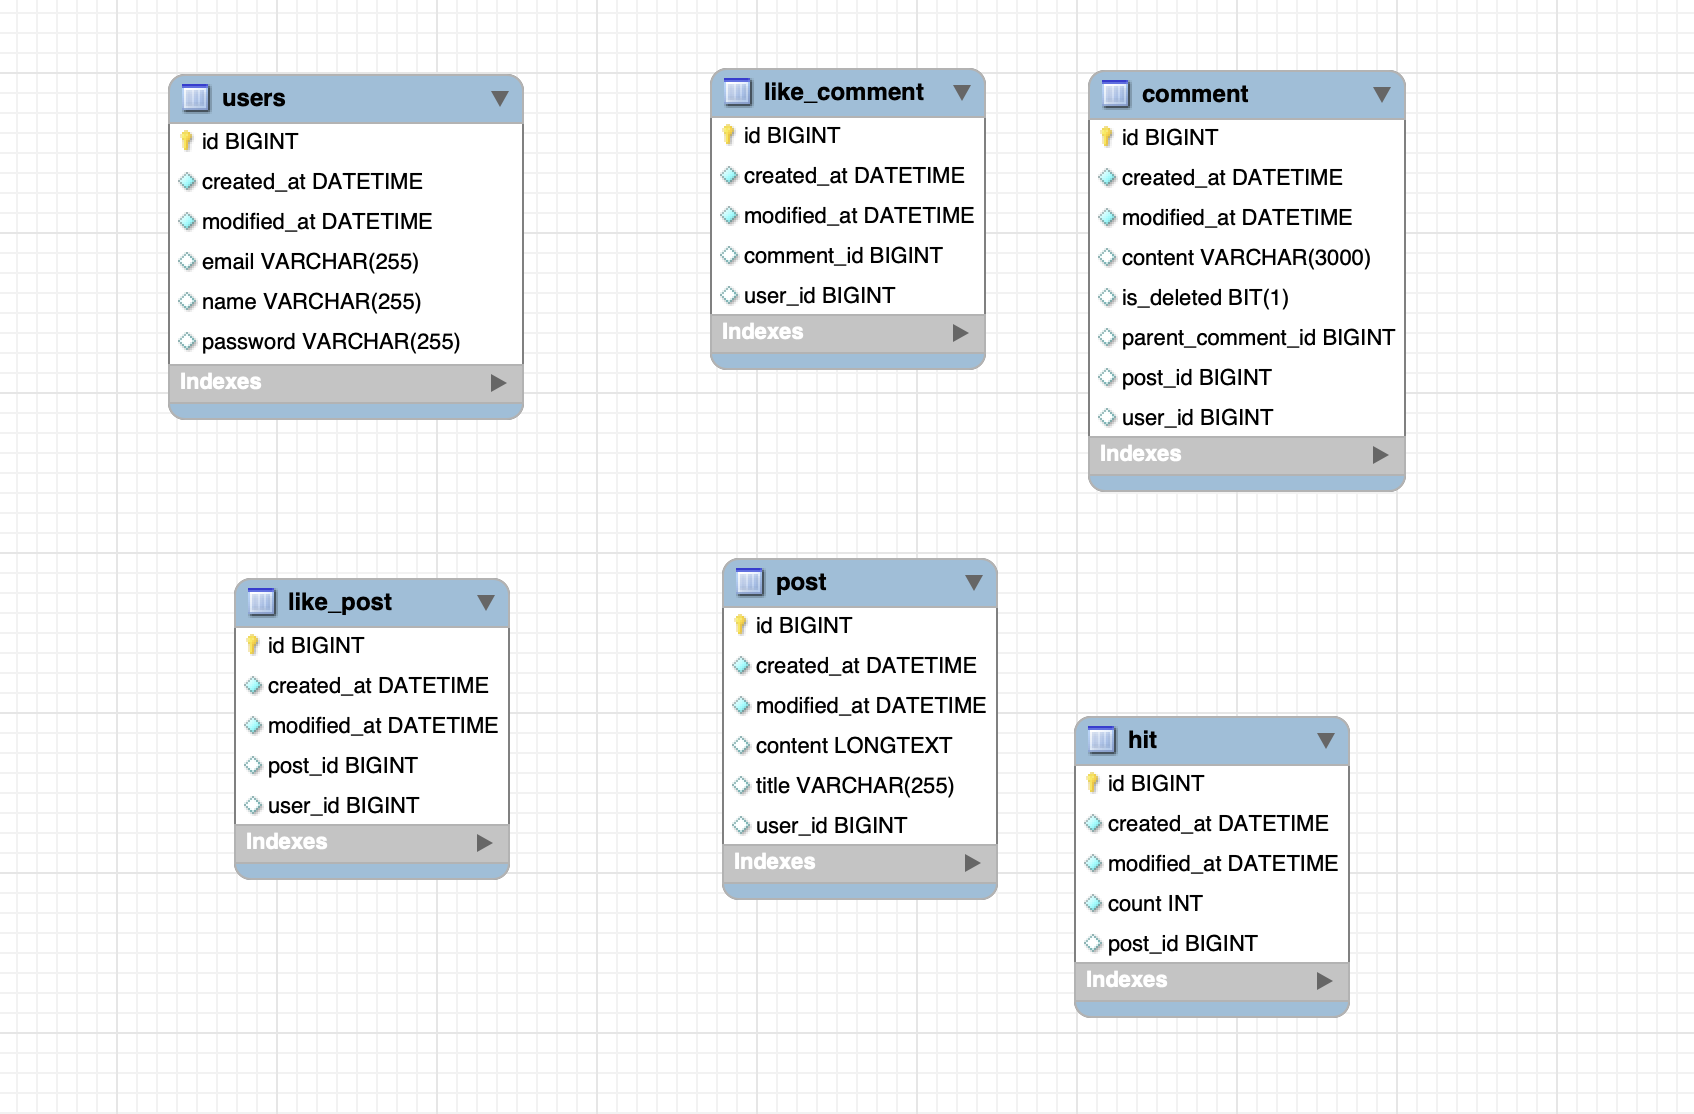 users
id BIGINT
created_at DATETIME
modified_at DATETIME
email VARCHAR(255)
name VARCHAR(255)
password VARCHAR(255)
Indexes
like_comment
id BIGINT
created_at DATETIME
modified_at DATETIME
comment_id BIGINT
user_id BIGINT
Indexes
comment
id BIGINT
created_at DATETIME
modified_at DATETIME
content VARCHAR(3000)
is_deleted BIT(1)
parent_comment_id BIGINT
post_id BIGINT
user_id BIGINT
Indexes
like_post
id BIGINT
created_at DATETIME
modified_at DATETIME
post_id BIGINT
user_id BIGINT
Indexes
post
id BIGINT
created_at DATETIME
modified_at DATETIME
content LONGTEXT
title VARCHAR(255)
user_id BIGINT
Indexes
hit
id BIGINT
created_at DATETIME
modified_at DATETIME
count INT
post_id BIGINT
Indexes